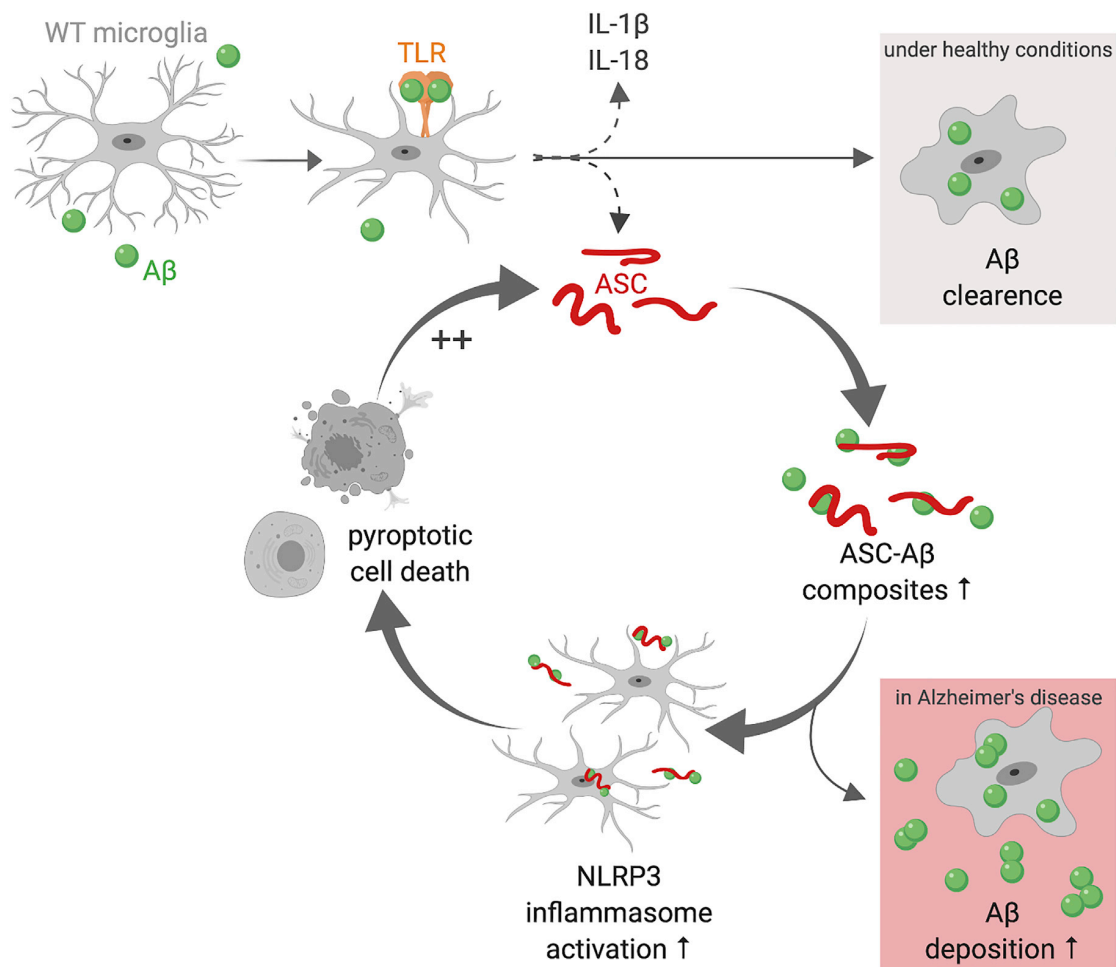 WT microglia
Aβ
TLR
IL-1β
IL-18
under healthy conditions
Aβ
clearence
ASC
++
ASC-Aβ
composites ↑
pyroptotic
cell death
NLRP3
inflammasome
activation ↑
in Alzheimer's disease
Aβ
deposition ↑